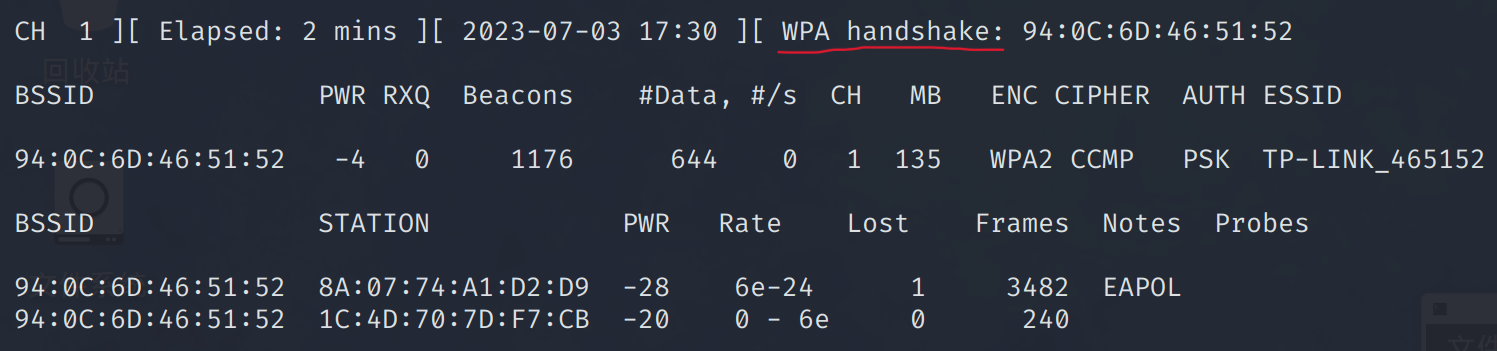 CH 1 ][ Elapsed: 2 mins ][ 2023-07-03 17:30 ][ WPA handshake: 94:0C:6D:46:51:52
回收站
BSSID PWR RXQ Beacons #Data, #/s CH MB ENC CIPHER AUTH ESSID
94:0C:6D:46:51:52 -4 0 1176 644 0 1 135 WPA2 CCMP PSK TP-LINK_465152
BSSID STATION PWR Rate Lost Frames Notes Probes
94:0C:6D:46:51:52 8A:07:74:A1:D2:D9 -28 6e-24 1 3482 EAPOL
94:0C:6D:46:51:52 1C:4D:70:7D:F7:CB -20 0 - 6e 0 240